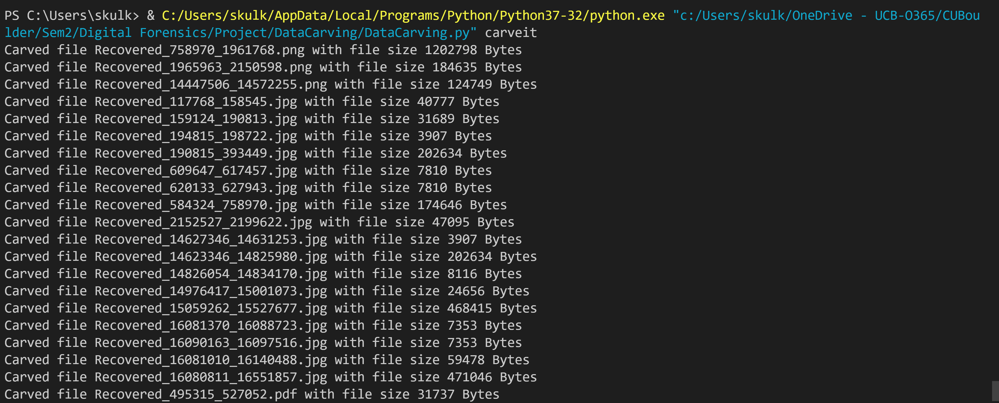 PS C:\Users\skulk> & C:/Users/skulk/AppData/Local/Programs/Python/Python37-32/python.exe "c:/Users/skulk/OneDrive - UCB-O365/CUBou
lder/Sem2/Digital Forensics/Project/DataCarving/DataCarving.py" carveit
Carved file Recovered_758970_1961768.png with file size 1202798 Bytes
Carved file Recovered_1965963_2150598.png with file size 184635 Bytes
Carved file Recovered_14447506_14572255.png with file size 124749 Bytes
Carved file Recovered_117768_158545.jpg with file size 40777 Bytes
Carved file Recovered_159124_190813.jpg with file size 31689 Bytes
Carved file Recovered_194815_198722.jpg with file size 3907 Bytes
Carved file Recovered_190815_393449.jpg with file size 202634 Bytes
Carved file Recovered_609647_617457.jpg with file size 7810 Bytes
Carved file Recovered_620133_627943.jpg with file size 7810 Bytes
Carved file Recovered_584324_758970.jpg with file size 174646 Bytes
Carved file Recovered_2152527_2199622.jpg with file size 47095 Bytes
Carved file Recovered_14627346_14631253.jpg with file size 3907 Bytes
Carved file Recovered_14623346_14825980.jpg with file size 202634 Bytes
Carved file Recovered_14826054_14834170.jpg with file size 8116 Bytes
Carved file Recovered_14976417_15001073.jpg with file size 24656 Bytes
Carved file Recovered_15059262_15527677.jpg with file size 468415 Bytes
Carved file Recovered_16081370_16088723.jpg with file size 7353 Bytes
Carved file Recovered_16090163_16097516.jpg with file size 7353 Bytes
Carved file Recovered_16081010_16140488.jpg with file size 59478 Bytes
Carved file Recovered_16080811_16551857.jpg with file size 471046 Bytes
Carved file Recovered_495315_527052.pdf with file size 31737 Bytes